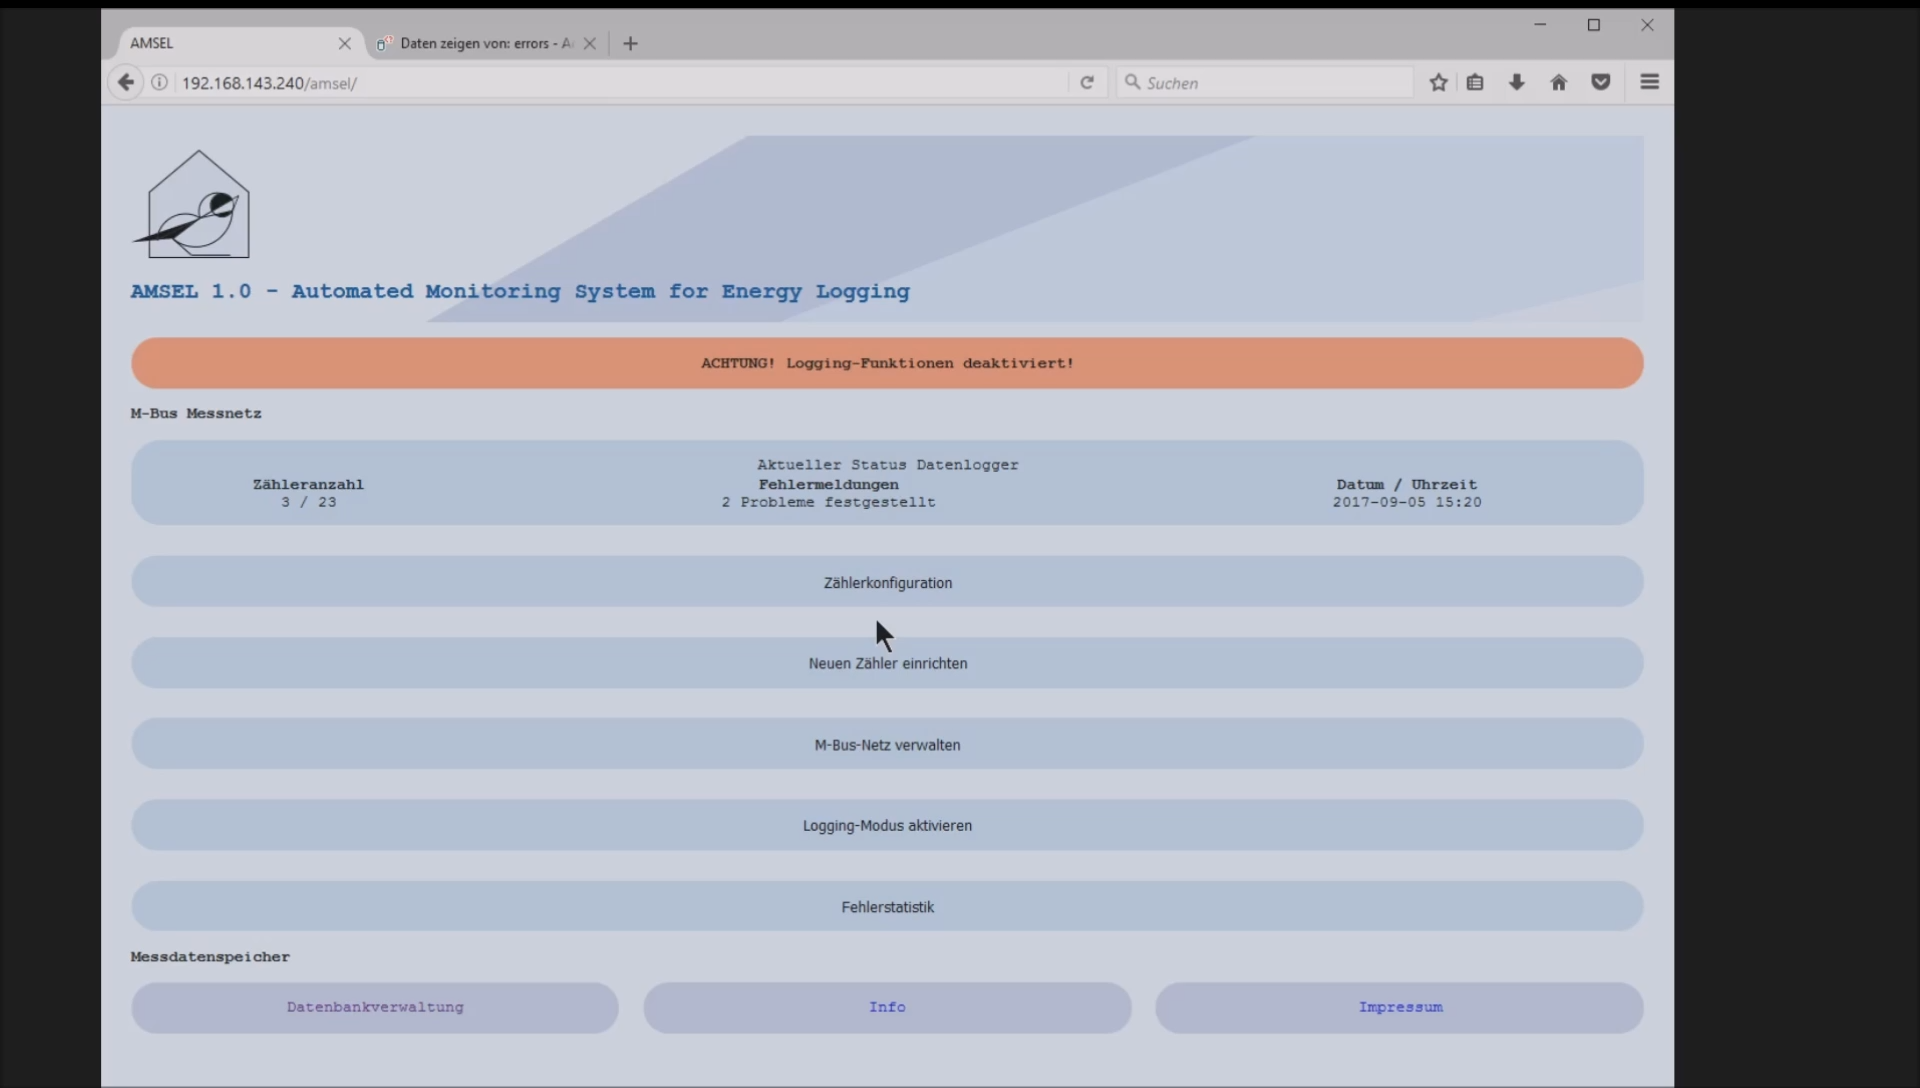 AMSEL
Daten zeigen von: errors - A
192.168.143.240/amsel/
Suchen
AMSEL 1.0 - Automated Monitoring System for Energy Logging
ACHTUNG! Logging-Funktionen deaktiviert!
M-Bus Messnetz
Aktueller Status Datenlogger
Zähleranzahl Fehlermeldungen Datum / Uhrzeit
3 / 23 2 Probleme festgestellt 2017-09-05 15:20
Zählerkonfiguration
Neuen Zähler einrichten
M-Bus-Netz verwalten
Logging-Modus aktivieren
Fehlerstatistik
Messdatenspeicher
Datenbankverwaltung Info Impressum